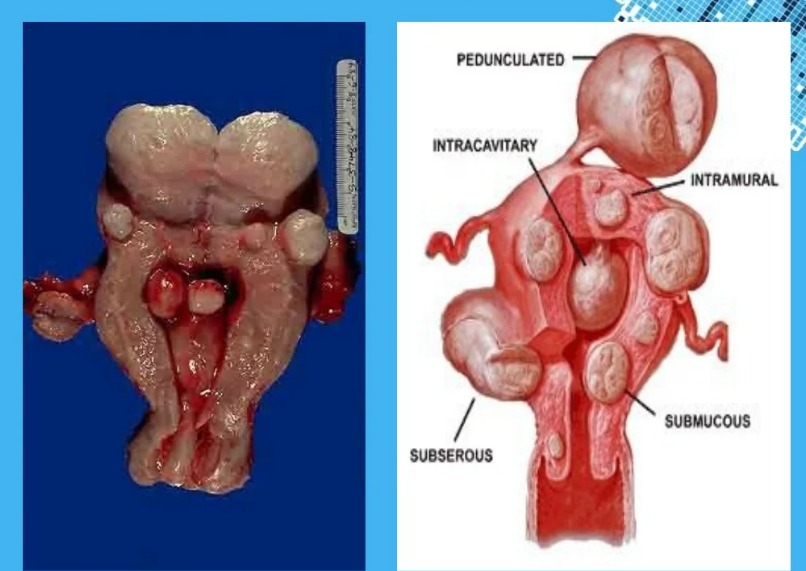 PEDUNCULATED
INTRACAVITARY
INTRAMURAL
SUBMUCOUS
SUBSEROUS